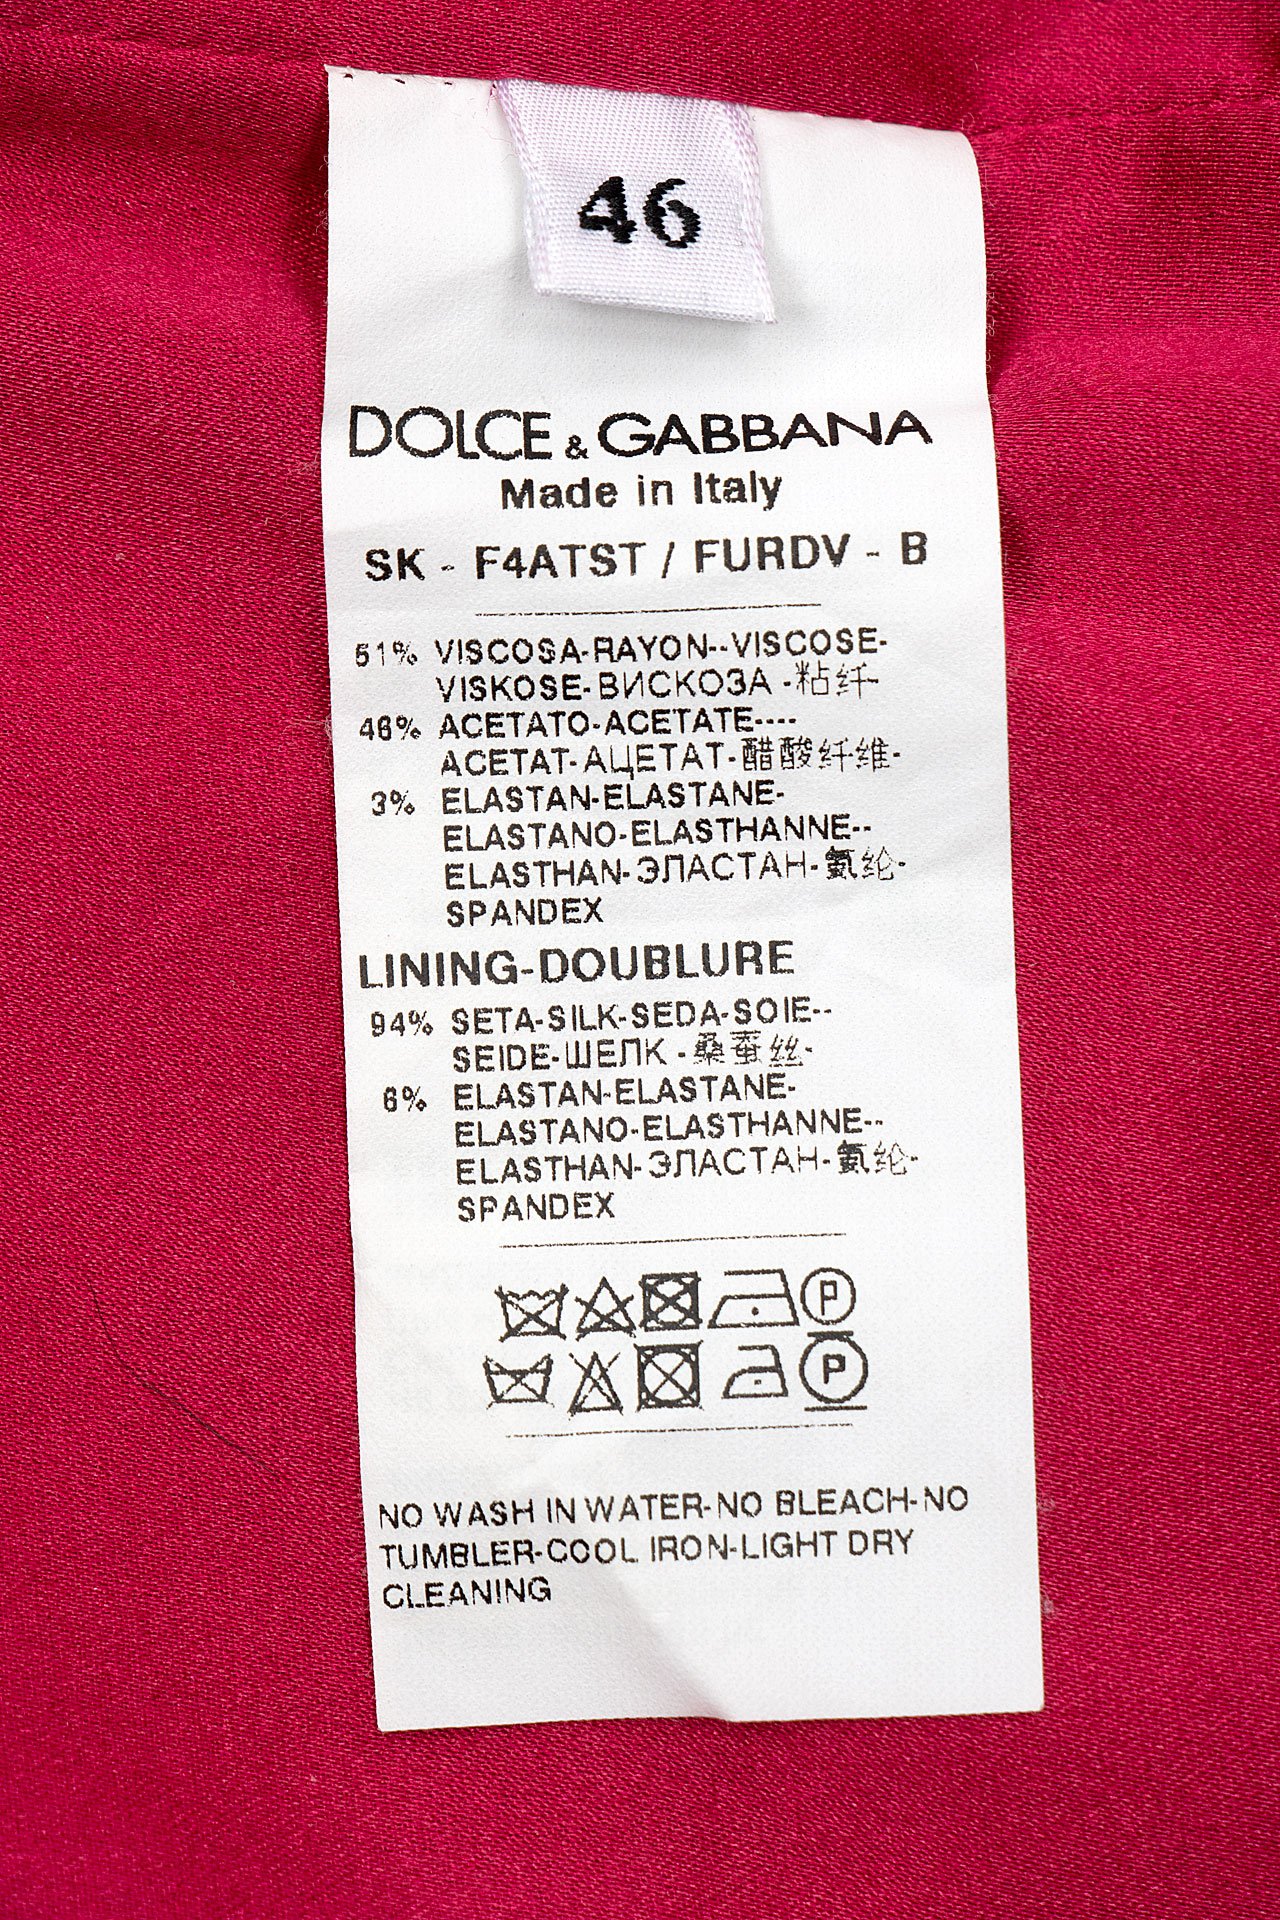 46
DOLCE & GABBANA
Made in Italy
SK - F4ATST / FURDV - B
51% VISCOSA-RAYON--VISCOSE-
VISKOSE-ВИСКОЗА-粘纤-
46% ACETATO-ACETATE----
ACETAT-АЦЕТАТ-醋酸纤维-
3% ELASTAN-ELASTANE-
ELASTANO-ELASTHANNE--
ELASTHAN-ЭЛАСТАН-氨纶-
SPANDEX
LINING-DOUBLURE
94% SETA-SILK-SEDA-SOIE--
SEIDE-ШЕЛК-桑蚕丝-
6% ELASTAN-ELASTANE-
ELASTANO-ELASTHANNE--
ELASTHAN-ЭЛАСТАН-氨纶-
SPANDEX
P
P
NO WASH IN WATER-NO BLEACH-NO
TUMBLER-COOL IRON-LIGHT DRY
CLEANING